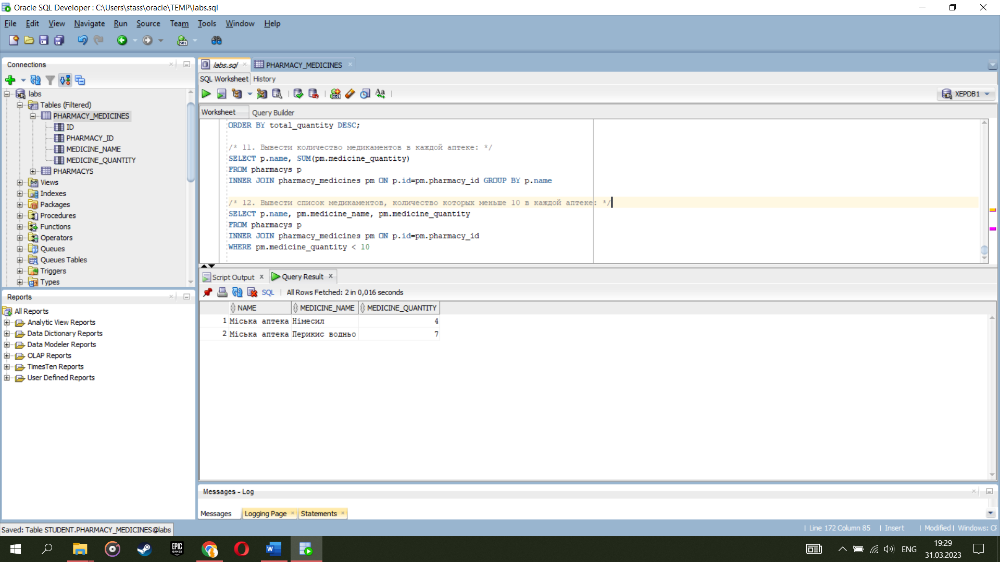 Oracle SQL Developer : C:\Users\stass\oracle\TEMP\labs.sql
File Edit View Navigate Run Source Team Tools Window Help
Connections
labs
Tables (Filtered)
PHARMACY_MEDICINES
ID
PHARMACY_ID
MEDICINE_NAME
MEDICINE_QUANTITY
PHARMACYS
Views
Indexes
Packages
Procedures
Functions
Operators
Queues
Queues Tables
Triggers
Types
Reports
All Reports
Analytic View Reports
Data Dictionary Reports
Data Modeler Reports
OLAP Reports
TimesTen Reports
User Defined Reports
labs.sql PHARMACY_MEDICINES
SQL Worksheet History
XEPDB1
Worksheet Query Builder
ORDER BY total_quantity DESC;
/* 11. Вывести количество медикаментов в каждой аптеке: */
SELECT p.name, SUM(pm.medicine_quantity)
FROM pharmacys p
INNER JOIN pharmacy_medicines pm ON p.id=pm.pharmacy_id GROUP BY p.name
/* 12. Вывести список медикаментов, количество которых меньше 10 в каждой аптеке: */
SELECT p.name, pm.medicine_name, pm.medicine_quantity
FROM pharmacys p
INNER JOIN pharmacy_medicines pm ON p.id=pm.pharmacy_id
WHERE pm.medicine_quantity < 10
Script Output Query Result
SQL All Rows Fetched: 2 in 0,016 seconds
NAME MEDICINE_NAME MEDICINE_QUANTITY
1 Міська аптека Німесил 4
2 Міська аптека Перикис водньо 7
Messages - Log
Messages Logging Page Statements
Saved: Table STUDENT.PHARMACY_MEDICINES@labs
Line 172 Column 85 Insert Modified Windows: CF
EPIC GAMES
ENG
19:29
31.03.2023